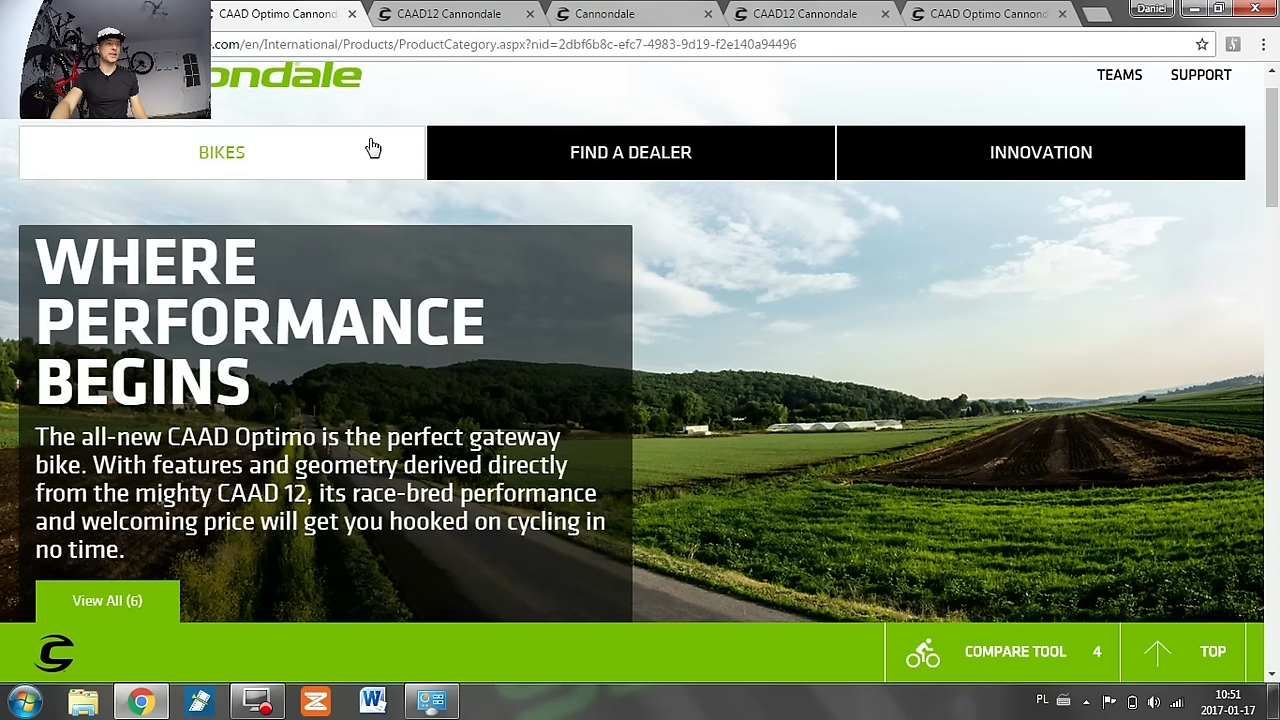 CAAD Optimo Cannond
CAAD12 Cannondale
Cannondale
CAAD12 Cannondale
CAAD Optimo Cannond
Daniel
.com/en/International/Products/ProductCategory.aspx?nid=2dbf6b8c-efc7-4983-9d19-f2e140a94496
ondale
TEAMS
SUPPORT
BIKES
FIND A DEALER
INNOVATION
WHERE
PERFORMANCE
BEGINS
The all-new CAAD Optimo is the perfect gateway
bike. With features and geometry derived directly
from the mighty CAAD 12, its race-bred performance
and welcoming price will get you hooked on cycling in
no time.
View All (6)
COMPARE TOOL 4
TOP
PL
10:51
2017-01-17